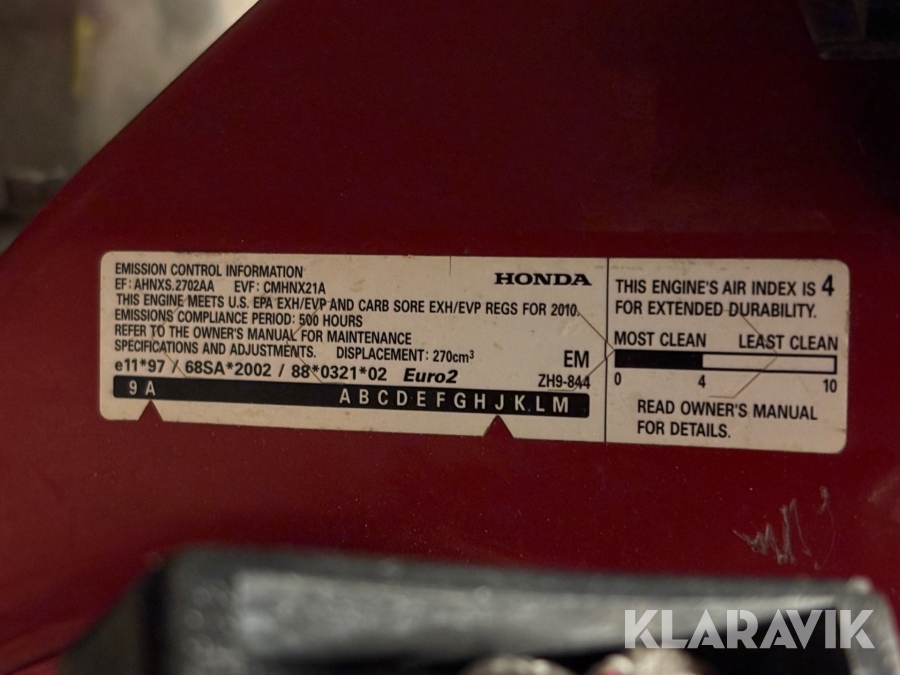 EMISSION CONTROL INFORMATION
HONDA
EF: AHNXS.2702AA EVF: CMHNX21A
THIS ENGINE MEETS U.S. EPA EXH/EVP AND CARB SORE EXH/EVP REGS FOR 2010.
EMISSIONS COMPLIANCE PERIOD: 500 HOURS
REFER TO THE OWNER'S MANUAL FOR MAINTENANCE
SPECIFICATIONS AND ADJUSTMENTS. DISPLACEMENT: 270cm³
EM
e11*97 / 68SA*2002 / 88*0321*02 Euro2
ZH9-844
9 A A B C D E F G H J K L M
THIS ENGINE'S AIR INDEX IS 4
FOR EXTENDED DURABILITY.
MOST CLEAN LEAST CLEAN
0 4 10
READ OWNER'S MANUAL
FOR DETAILS.
KLARAVIK